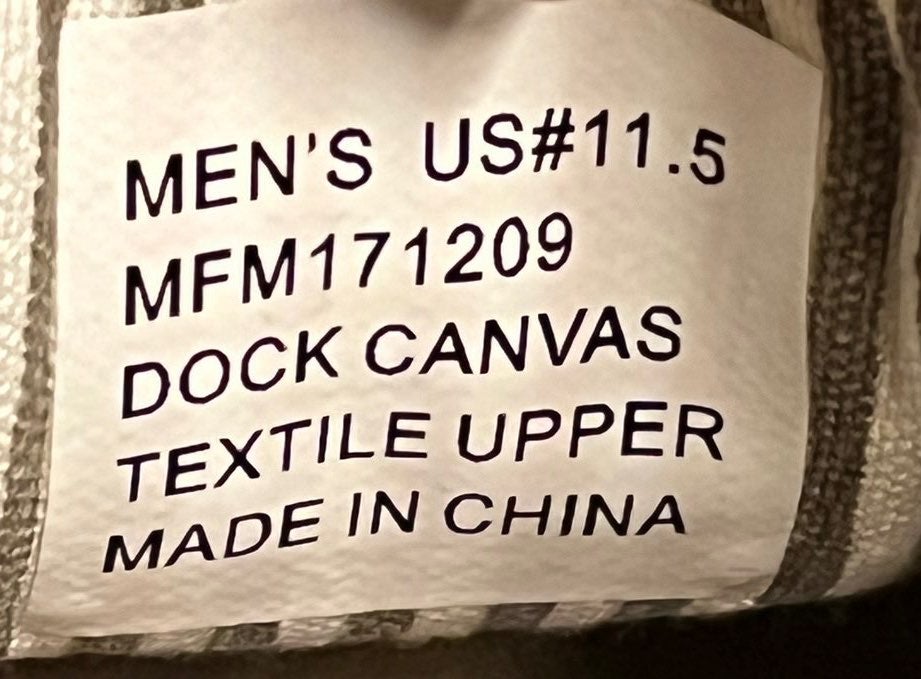 MEN'S US#11.5
MFM171209
DOCK CANVAS
TEXTILE UPPER
MADE IN CHINA